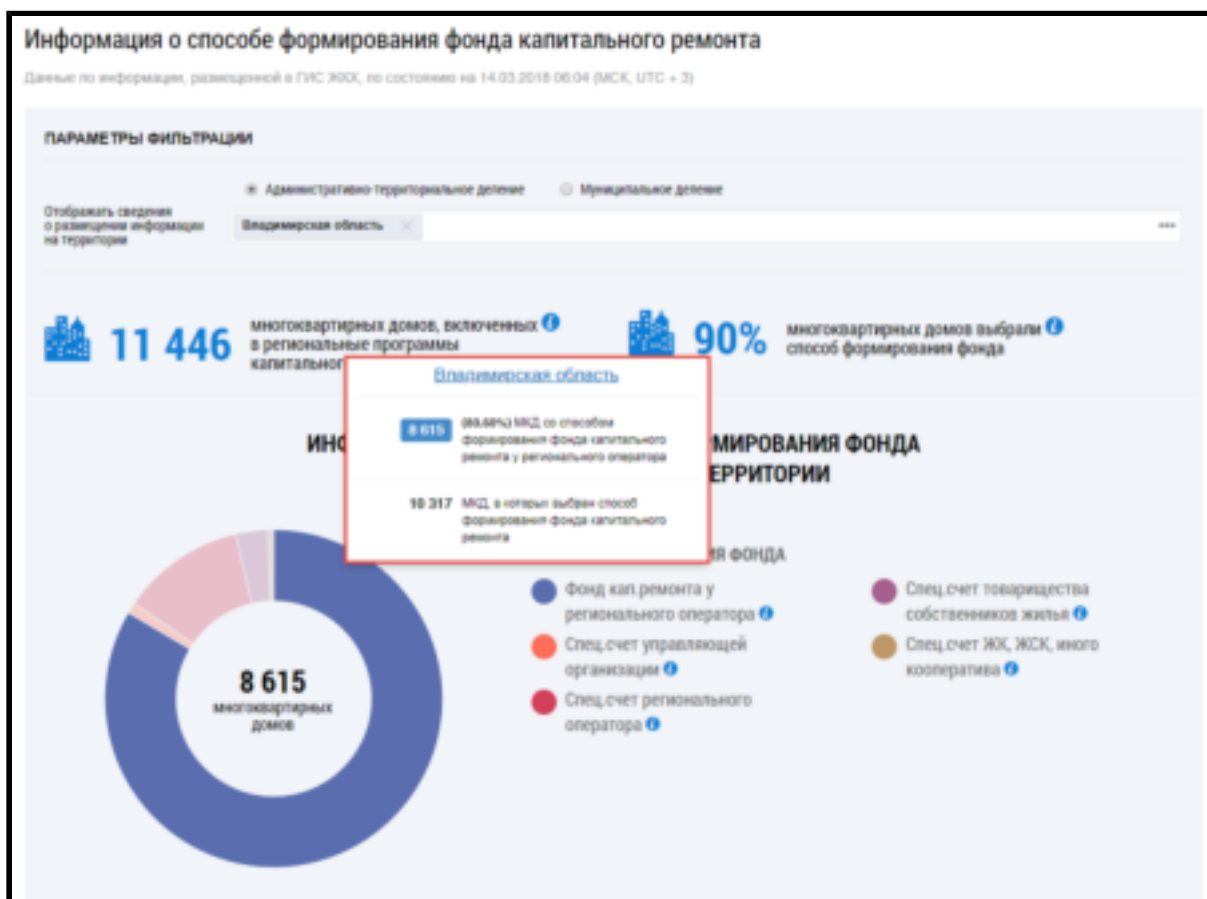 Информация о способе формирования фонда капитального ремонта
Данные по информации, размещенной в ГИС ЖКХ, по состоянию на 14.03.2018 06:04 (МСК, UTC + 3)
ПАРАМЕТРЫ ФИЛЬТРАЦИИ
Административно-территориальное деление Муниципальное деление
Отображать сведения
о размещении информации
на территории
Владимирская область
11 446
многоквартирных домов, включенных
в региональные программы
90%
многоквартирных домов выбрали
способ формирования фонда
Владимирская область
8 615
МКД со способом
формирования фонда капитального
ремонта у регионального оператора
10 317
МКД, в которых выбран способ
формирования фонда капитального
ремонта
ФОНДА
8 615
многоквартирных
домов
Фонд кап.ремонта у
регионального оператора
Спец.счет управляющей
организации
Спец.счет регионального
оператора
Спец.счет товарищества
собственников жилья
Спец.счет ЖК, ЖСК, иного
кооператива